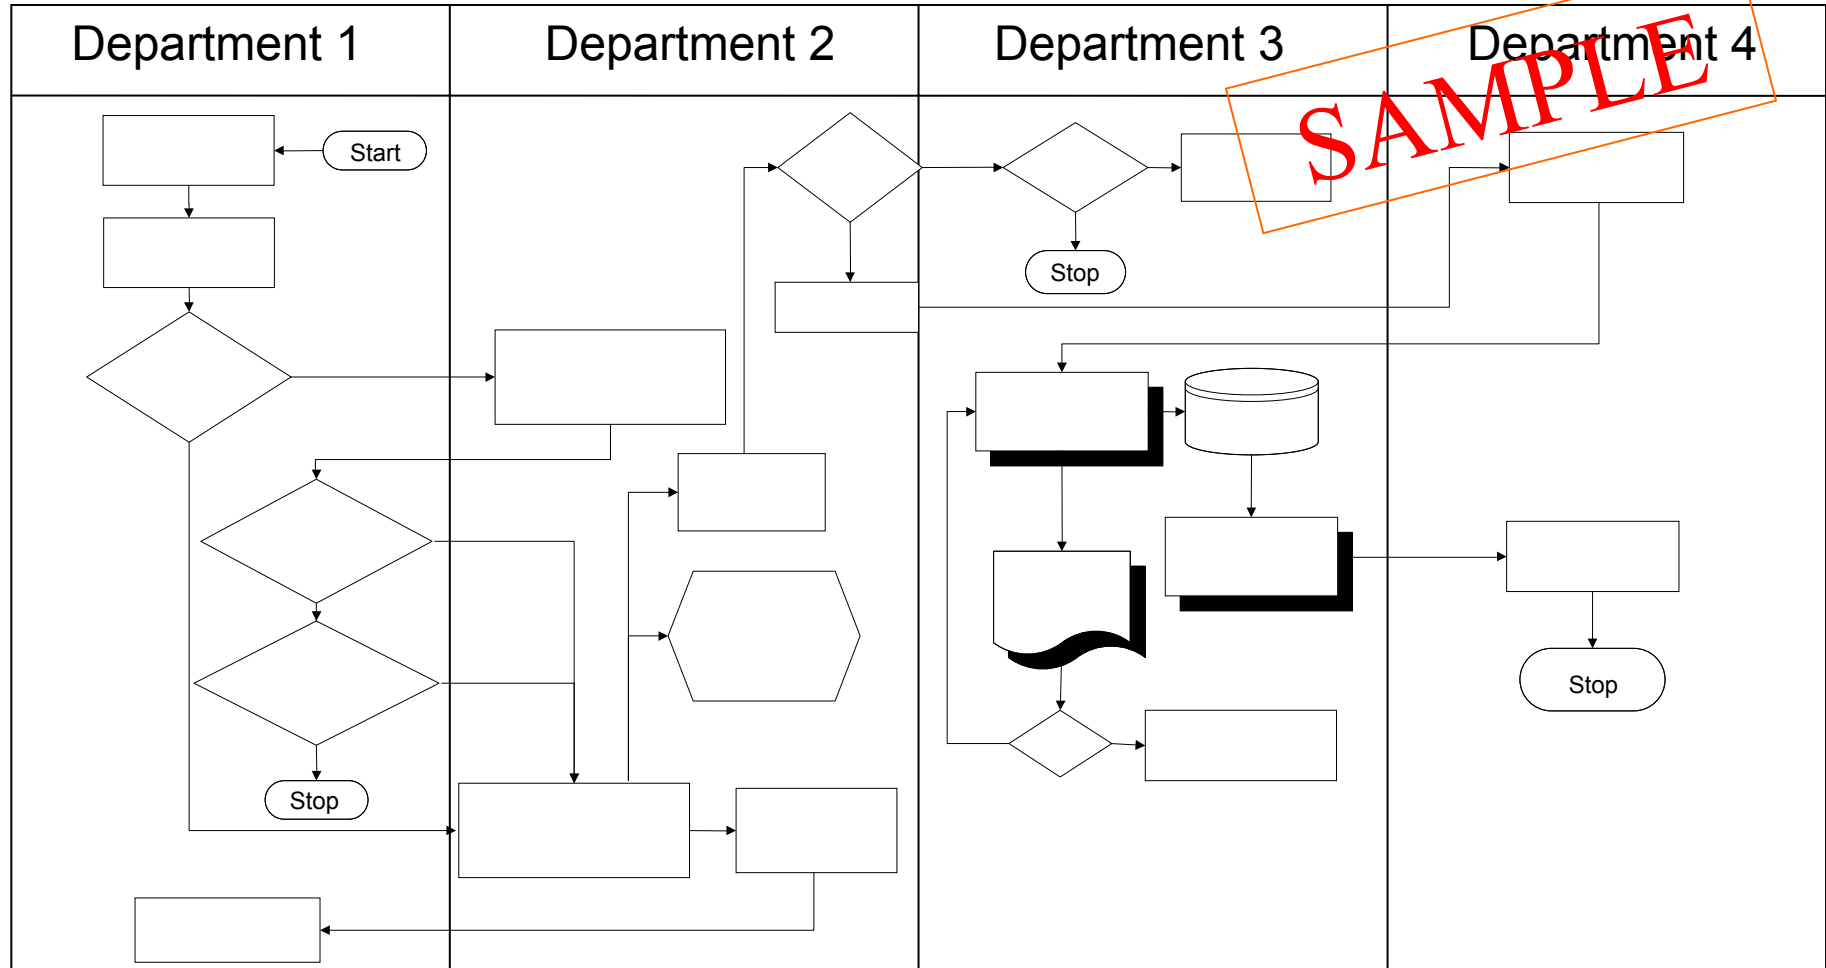 Department 1
Department 2
Department 3
Department 4
SAMPLE
Start
Stop
Stop
Stop